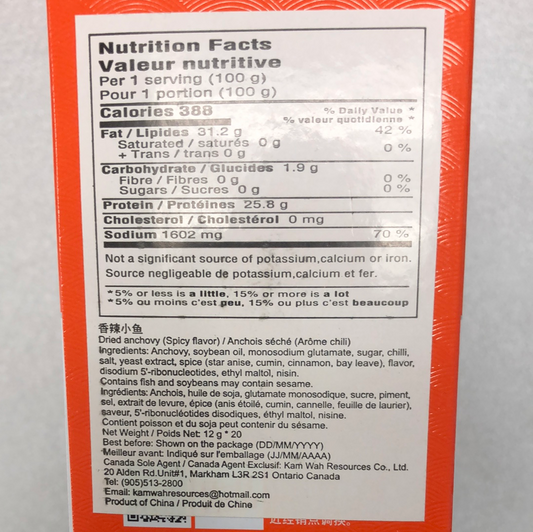 Nutrition Facts
Valeur nutritive
Per 1 serving (100 g)
Pour 1 portion (100 g)
Calories 388
% Daily Value *
% valeur quotidienne *
Fat / Lipides 31.2 g 42 %
Saturated / saturés 0 g
+ Trans / trans 0 g 0 %
Carbohydrate / Glucides 1.9 g
Fibre / Fibres 0 g 0 %
Sugars / Sucres 0 g 0 %
Protein / Protéines 25.8 g
Cholesterol / Cholestérol 0 mg
Sodium 1602 mg 70 %
Not a significant source of potassium,calcium or iron.
Source negligeable de potassium,calcium et fer.
*5% or less is a little, 15% or more is a lot
*5% ou moins c'est peu, 15% ou plus c'est beaucoup
香辣小鱼
Dried anchovy (Spicy flavor) / Anchois séché (Arôme chili)
Ingredients: Anchovy, soybean oil, monosodium glutamate, sugar, chilli,
salt, yeast extract, spice (star anise, cumin, cinnamon, bay leave), flavor,
disodium 5'-ribonucleotides, ethyl maltol, nisin.
Contains fish and soybeans may contain sesame.
Ingrédients: Anchois, huile de soja, glutamate monosodique, sucre, piment,
sel, extrait de levure, épice (anis étoilé, cumin, cannelle, feuille de laurier),
saveur, 5'-ribonucléotides disodiques, éthyl maltol, nisine.
Contient poisson et du soja peut contenir du sésame.
Net Weight / Poids Net: 12 g * 20
Best before: Shown on the package (DD/MM/YYYY)
Meilleur avant: Indiqué sur l'emballage (JJ/MM/AAAA)
Canada Sole Agent / Canada Agent Exclusif: Kam Wah Resources Co., Ltd.
20 Alden Rd.Unit#1, Markham L3R 2S1 Ontario Canada
Tel: (905)513-2800
Email: kamwahresources@hotmail.com
Product of China / Produit de Chine